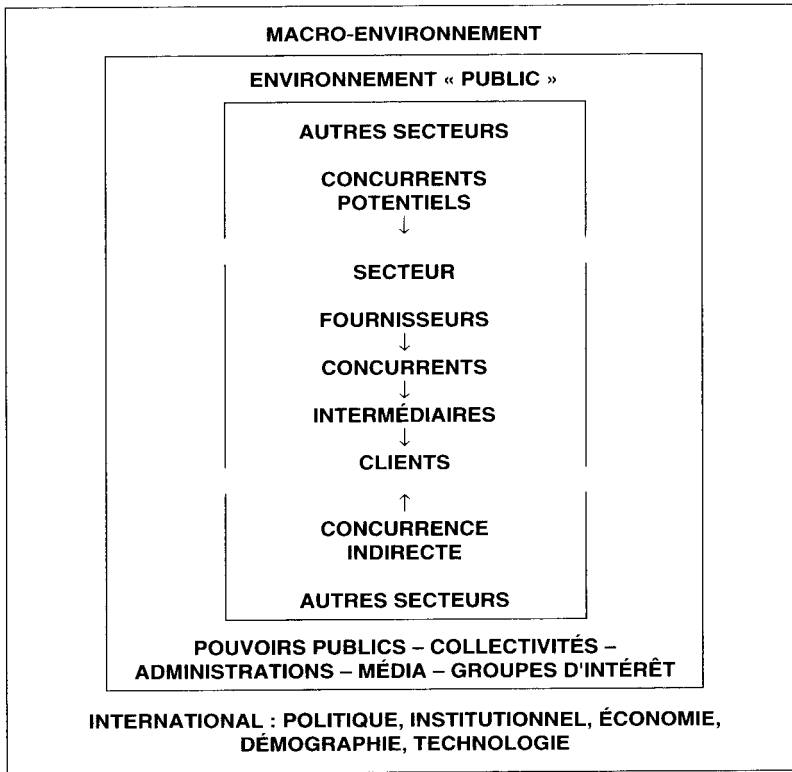 MACRO-ENVIRONNEMENT
ENVIRONNEMENT « PUBLIC »
AUTRES SECTEURS
CONCURRENTS
POTENTIELS
↓
SECTEUR
FOURNISSEURS
↓
CONCURRENTS
↓
INTERMÉDIAIRES
↓
CLIENTS
↑
CONCURRENCE
INDIRECTE
AUTRES SECTEURS
POUVOIRS PUBLICS – COLLECTIVITÉS –
ADMINISTRATIONS – MÉDIA – GROUPES D'INTÉRÊT
INTERNATIONAL : POLITIQUE, INSTITUTIONNEL, ÉCONOMIE,
DÉMOGRAPHIE, TECHNOLOGIE